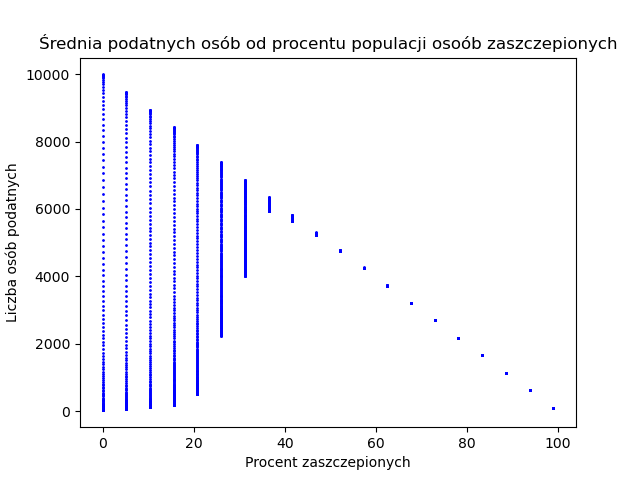 Średnia podatnych osób od procentu populacji osoób zaszczepionych
10000
8000
6000
4000
2000
0
Liczba osób podatnych
0 20 40 60 80 100
Procent zaszczepionych